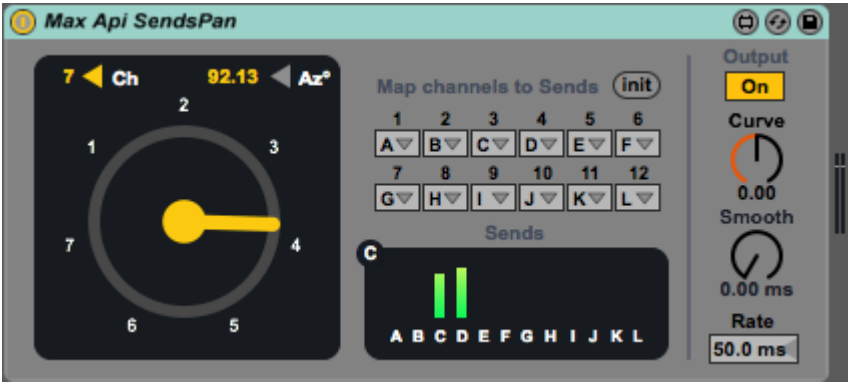 Max Api SendsPan
7 Ch 92.13 Az°
2
1 3
7 4
6 5
Map channels to Sends init
1 2 3 4 5 6
A B C D E F
7 8 9 10 11 12
G H I J K L
Sends
C
A B C D E F G H I J K L
Output
On
Curve
0.00
Smooth
0.00 ms
Rate
50.0 ms